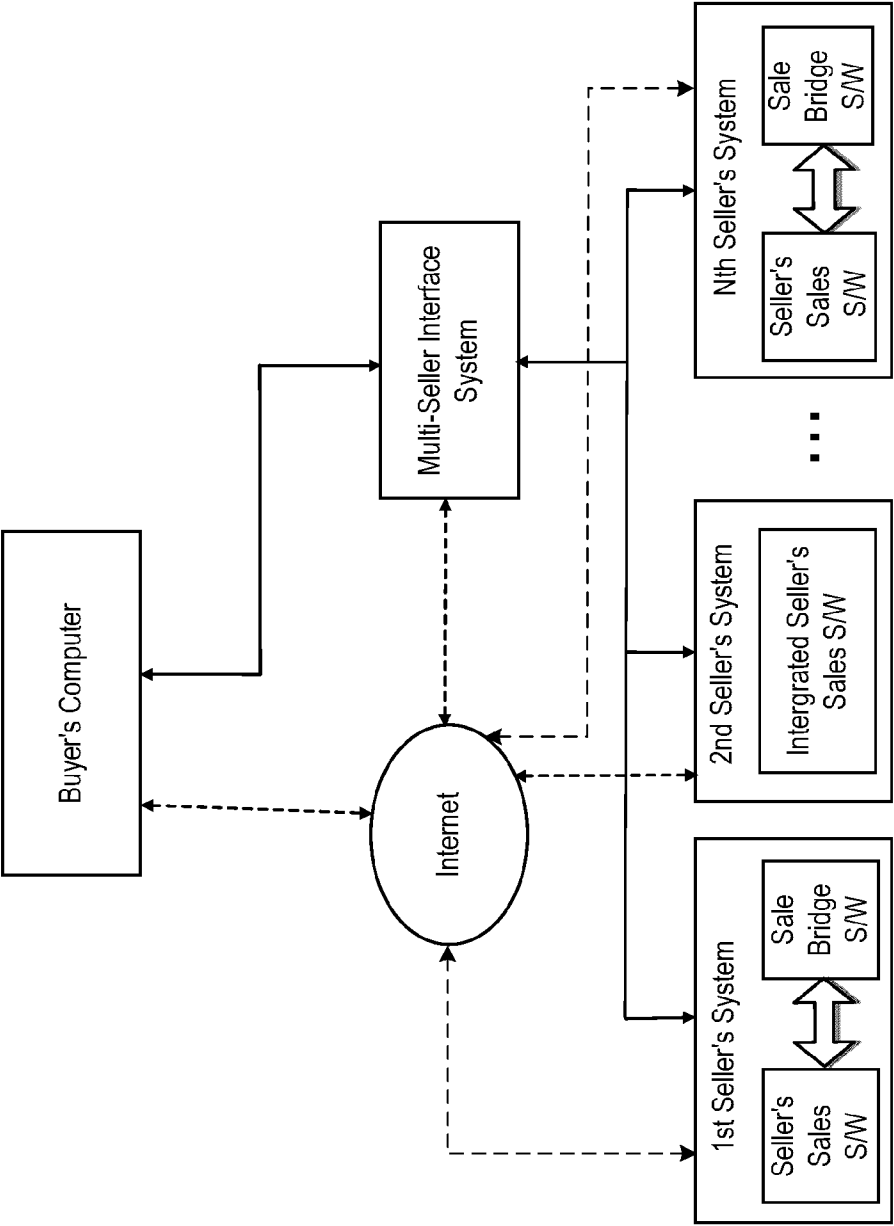 Buyer's Computer
Multi-Seller Interface
System
Internet
1st Seller's System
Seller's
Sales
S/W
Sale
Bridge
S/W
2nd Seller's System
Intergrated Seller's
Sales S/W
...
Nth Seller's System
Seller's
Sales
S/W
Sale
Bridge
S/W